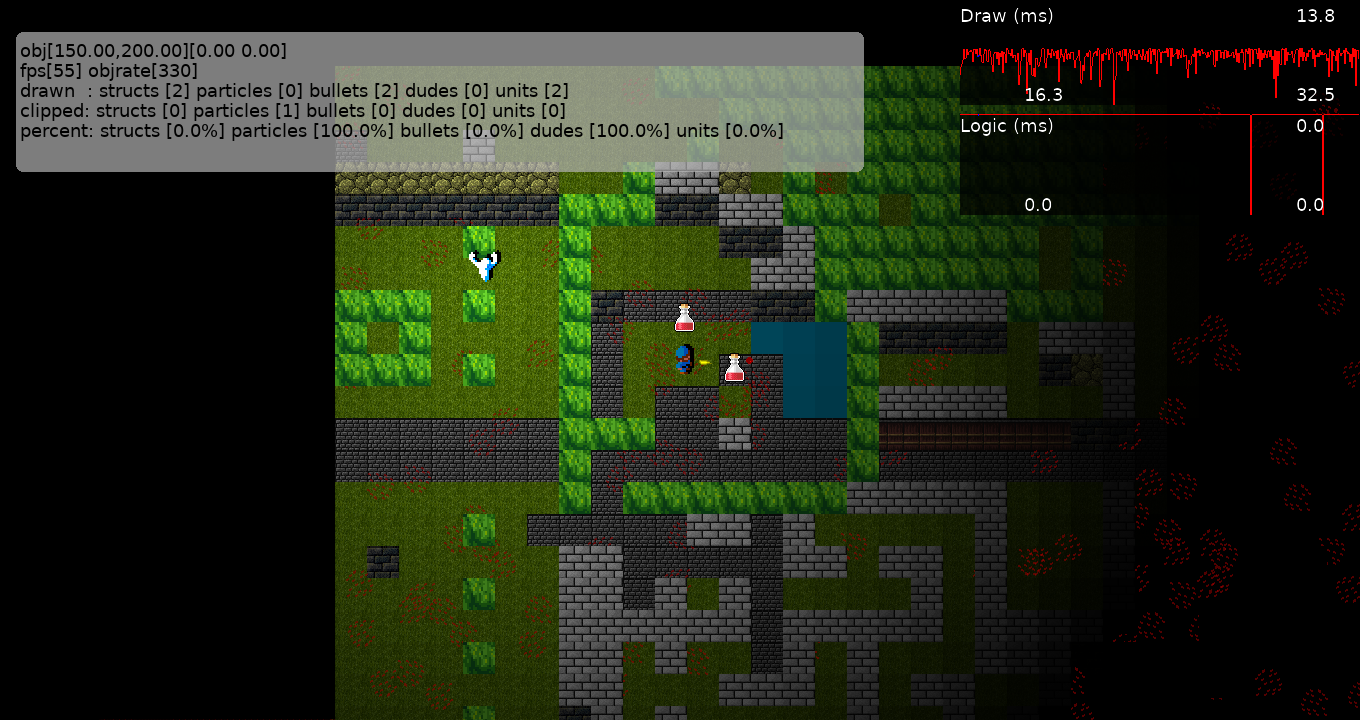 obj[150.00,200.00][0.00 0.00]
fps[55] objrate[330]
drawn  : structs [2] particles [0] bullets [2] dudes [0] units [2]
clipped: structs [0] particles [1] bullets [0] dudes [0] units [0]
percent: structs [0.0%] particles [100.0%] bullets [0.0%] dudes [100.0%] units [0.0%]
Draw (ms) 13.8
16.3 32.5
Logic (ms) 0.0
0.0 0.0